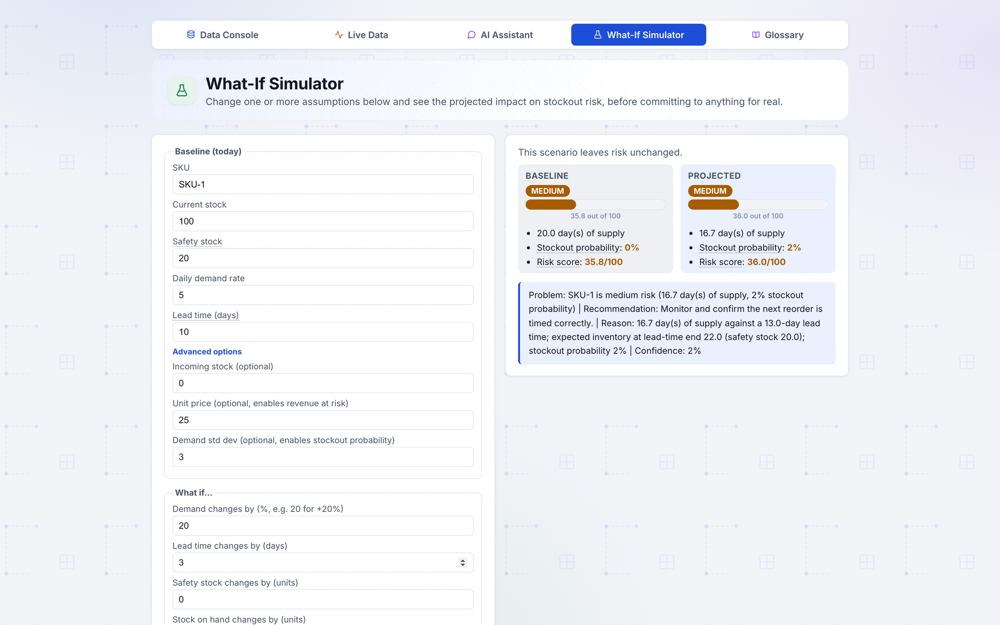 Data Console
Live Data
AI Assistant
What-If Simulator
Glossary
What-If Simulator
Change one or more assumptions below and see the projected impact on stockout risk, before committing to anything for real.
Baseline (today)
SKU
SKU-1
Current stock
100
Safety stock
20
Daily demand rate
5
Lead time (days)
10
Advanced options
Incoming stock (optional)
0
Unit price (optional, enables revenue at risk)
25
Demand std dev (optional, enables stockout probability)
3
What if...
Demand changes by (%, e.g. 20 for +20%)
20
Lead time changes by (days)
3
Safety stock changes by (units)
0
Stock on hand changes by (units)
This scenario leaves risk unchanged.
BASELINE
MEDIUM
35.8 out of 100
• 20.0 day(s) of supply
• Stockout probability: 0%
• Risk score: 35.8/100
PROJECTED
MEDIUM
36.0 out of 100
• 16.7 day(s) of supply
• Stockout probability: 2%
• Risk score: 36.0/100
Problem: SKU-1 is medium risk (16.7 day(s) of supply, 2% stockout
probability) | Recommendation: Monitor and confirm the next reorder is
timed correctly. | Reason: 16.7 day(s) of supply against a 13.0-day lead
time; expected inventory at lead-time end 22.0 (safety stock 20.0);
stockout probability 2% | Confidence: 2%